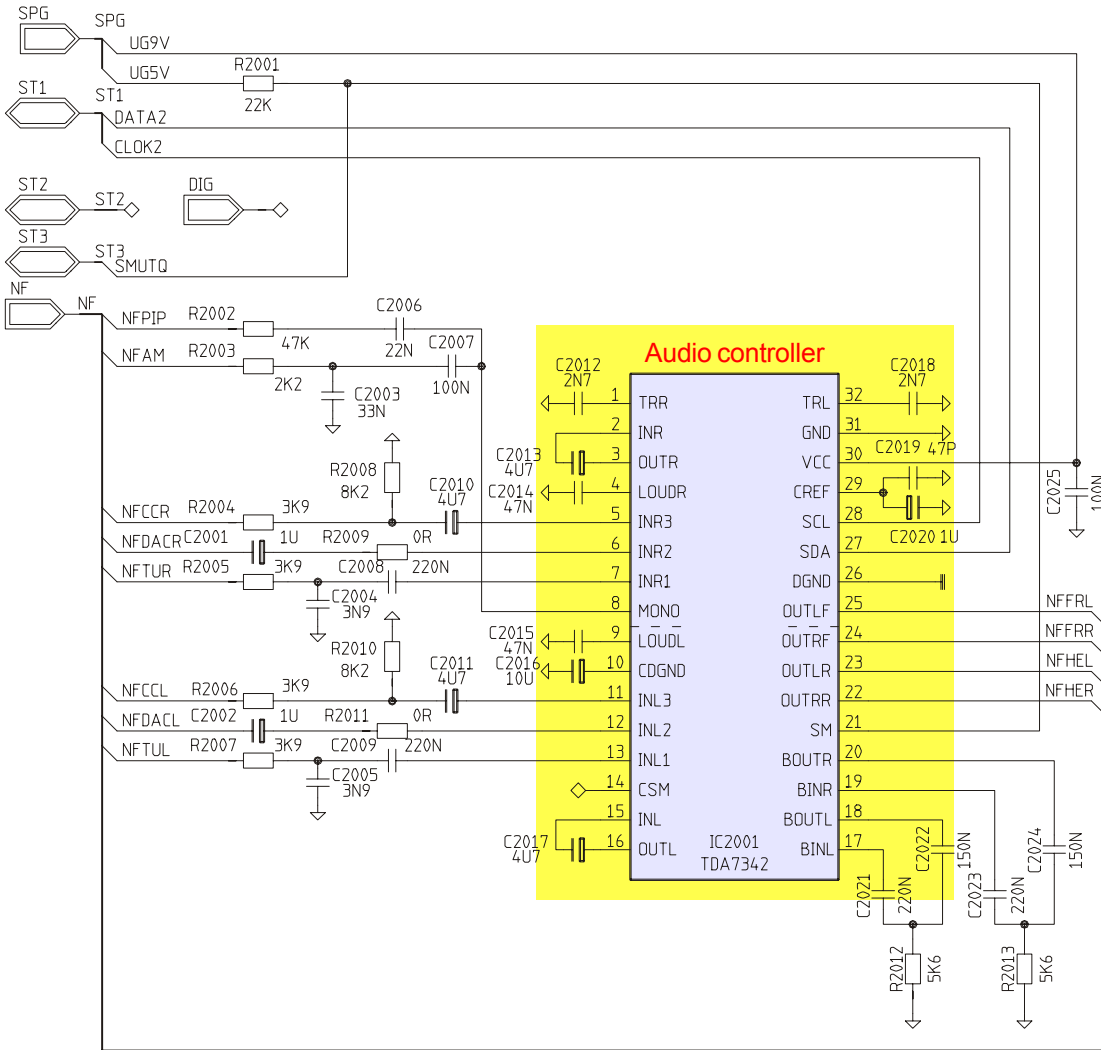 SPG SPG
UG9V
UG5V R2001
22K
ST1 ST1
DATA2
CLOK2
ST2 ST2 DIG
ST3 ST3
SMUTQ
NF NF
NFPIP R2002 47K C2006 22N
NFAM R2003 2K2 C2007 100N
C2003 33N
Audio controller
C2012 2N7
C2018 2N7
1 TRR TRL 32
2 INR GND 31
C2013 4U7
3 OUTR VCC 30
C2019 47P
C2014 47N
4 LOUDR CREF 29
C2020 1U
C2025 100N
R2008 8K2
C2010 4U7
NFCCR R2004 3K9
5 INR3 SCL 28
NFDACR C2001 1U R2009 0R
6 INR2 SDA 27
NFTUR R2005 3K9 C2008 220N
7 INR1 DGND 26
C2004 3N9
8 MONO OUTLF 25 NFFRL
C2015 47N
9 LOUDL OUTRF 24 NFFRR
R2010 8K2
C2016 10U
10 CDGND OUTLR 23 NFHEL
C2011 4U7
NFCCL R2006 3K9
11 INL3 OUTRR 22 NFHER
NFDACL C2002 1U R2011 0R
12 INL2 SM 21
NFTUL R2007 3K9 C2009 220N
13 INL1 BOUTR 20
C2005 3N9
14 CSM BINR 19
15 INL BOUTL 18
C2017 4U7
16 OUTL BINL 17
IC2001
TDA7342
C2021 220N
C2022 150N
C2023 220N
C2024 150N
R2012 5K6
R2013 5K6